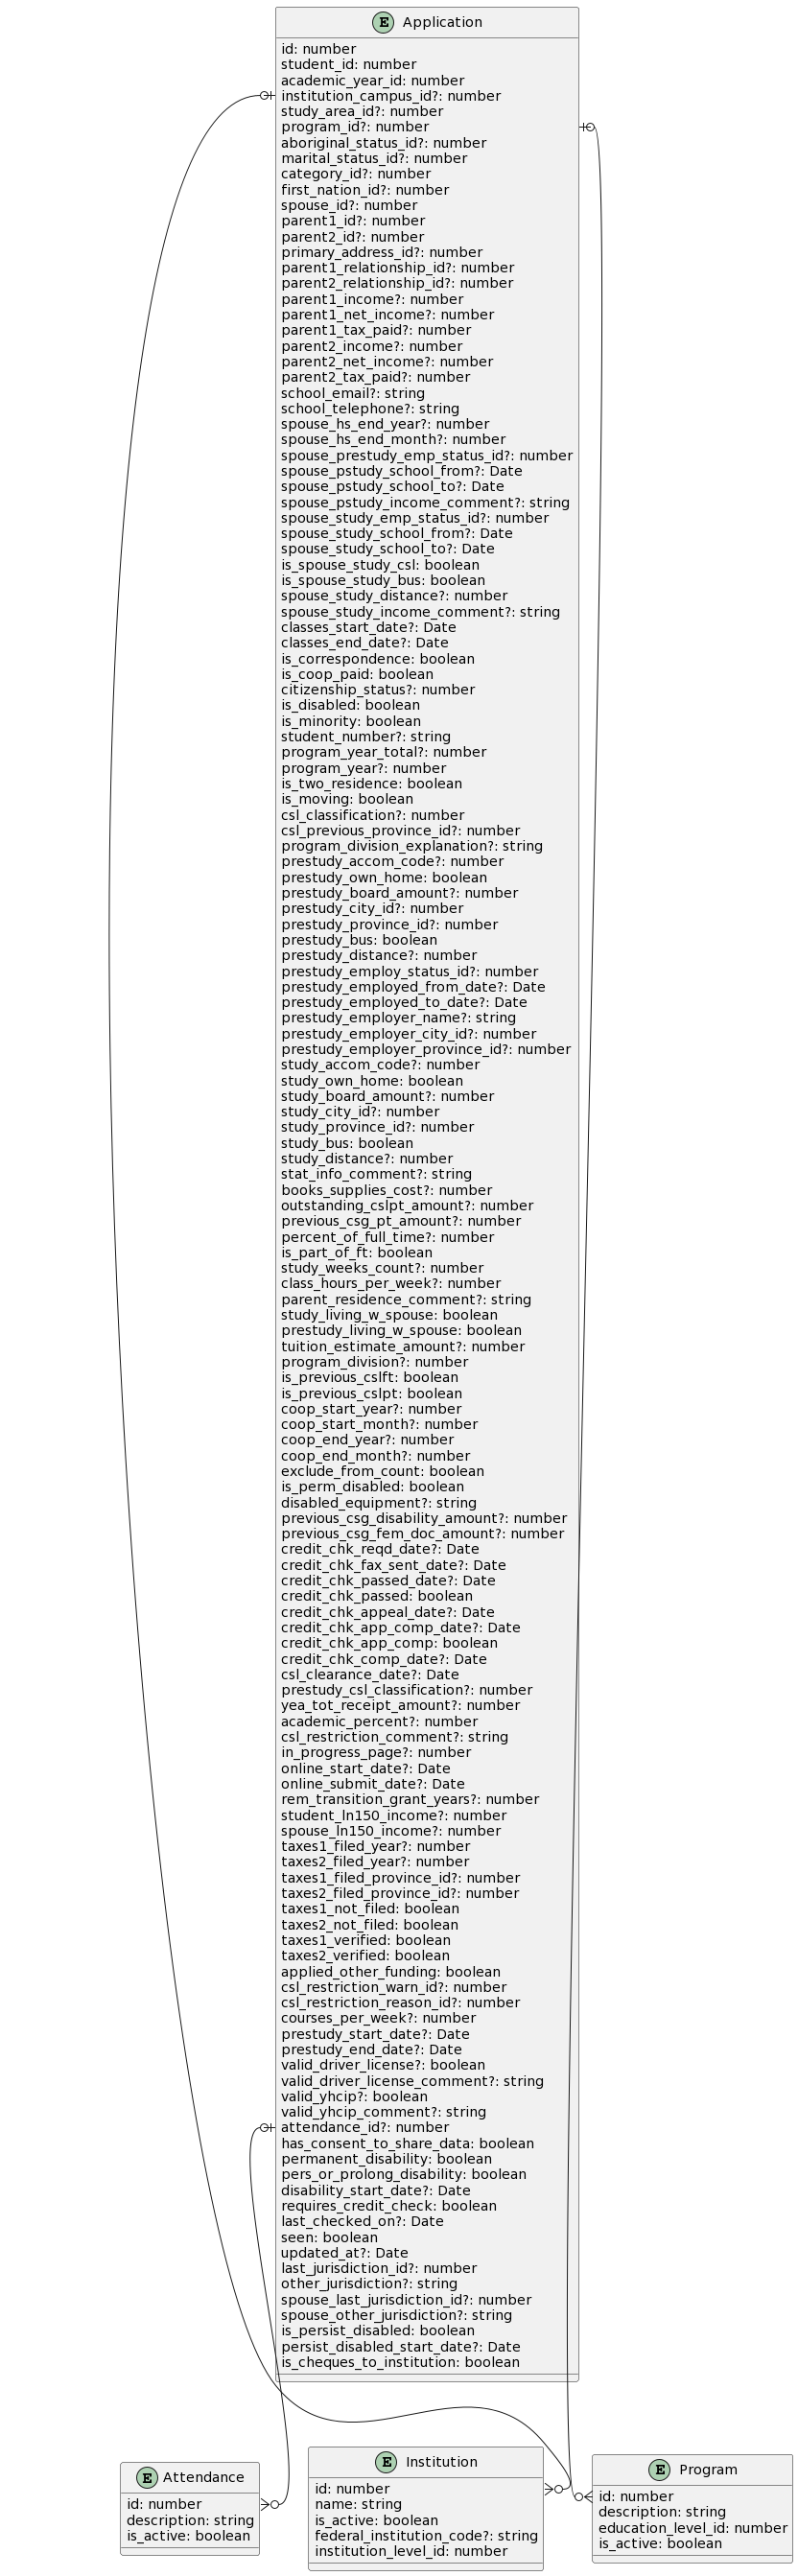 E Application
id: number
student_id: number
academic_year_id: number
institution_campus_id?: number
study_area_id?: number
program_id?: number
aboriginal_status_id?: number
marital_status_id?: number
category_id?: number
first_nation_id?: number
spouse_id?: number
parent1_id?: number
parent2_id?: number
primary_address_id?: number
parent1_relationship_id?: number
parent2_relationship_id?: number
parent1_income?: number
parent1_net_income?: number
parent1_tax_paid?: number
parent2_income?: number
parent2_net_income?: number
parent2_tax_paid?: number
school_email?: string
school_telephone?: string
spouse_hs_end_year?: number
spouse_hs_end_month?: number
spouse_prestudy_emp_status_id?: number
spouse_pstudy_school_from?: Date
spouse_pstudy_school_to?: Date
spouse_pstudy_income_comment?: string
spouse_study_emp_status_id?: number
spouse_study_school_from?: Date
spouse_study_school_to?: Date
is_spouse_study_csl: boolean
is_spouse_study_bus: boolean
spouse_study_distance?: number
spouse_study_income_comment?: string
classes_start_date?: Date
classes_end_date?: Date
is_correspondence: boolean
is_coop_paid: boolean
citizenship_status?: number
is_disabled: boolean
is_minority: boolean
student_number?: string
program_year_total?: number
program_year?: number
is_two_residence: boolean
is_moving: boolean
csl_classification?: number
csl_previous_province_id?: number
program_division_explanation?: string
prestudy_accom_code?: number
prestudy_own_home: boolean
prestudy_board_amount?: number
prestudy_city_id?: number
prestudy_province_id?: number
prestudy_bus: boolean
prestudy_distance?: number
prestudy_employ_status_id?: number
prestudy_employed_from_date?: Date
prestudy_employed_to_date?: Date
prestudy_employer_name?: string
prestudy_employer_city_id?: number
prestudy_employer_province_id?: number
study_accom_code?: number
study_own_home: boolean
study_board_amount?: number
study_city_id?: number
study_province_id?: number
study_bus: boolean
study_distance?: number
stat_info_comment?: string
books_supplies_cost?: number
outstanding_cslpt_amount?: number
previous_csg_pt_amount?: number
percent_of_full_time?: number
is_part_of_ft: boolean
study_weeks_count?: number
class_hours_per_week?: number
parent_residence_comment?: string
study_living_w_spouse: boolean
prestudy_living_w_spouse: boolean
tuition_estimate_amount?: number
program_division?: number
is_previous_cslft: boolean
is_previous_cslpt: boolean
coop_start_year?: number
coop_start_month?: number
coop_end_year?: number
coop_end_month?: number
exclude_from_count: boolean
is_perm_disabled: boolean
disabled_equipment?: string
previous_csg_disability_amount?: number
previous_csg_fem_doc_amount?: number
credit_chk_reqd_date?: Date
credit_chk_fax_sent_date?: Date
credit_chk_passed_date?: Date
credit_chk_passed: boolean
credit_chk_appeal_date?: Date
credit_chk_app_comp_date?: Date
credit_chk_app_comp: boolean
credit_chk_comp_date?: Date
csl_clearance_date?: Date
prestudy_csl_classification?: number
yea_tot_receipt_amount?: number
academic_percent?: number
csl_restriction_comment?: string
in_progress_page?: number
online_start_date?: Date
online_submit_date?: Date
rem_transition_grant_years?: number
student_ln150_income?: number
spouse_ln150_income?: number
taxes1_filed_year?: number
taxes2_filed_year?: number
taxes1_filed_province_id?: number
taxes2_filed_province_id?: number
taxes1_not_filed: boolean
taxes2_not_filed: boolean
taxes1_verified: boolean
taxes2_verified: boolean
applied_other_funding: boolean
csl_restriction_warn_id?: number
csl_restriction_reason_id?: number
courses_per_week?: number
prestudy_start_date?: Date
prestudy_end_date?: Date
valid_driver_license?: boolean
valid_driver_license_comment?: string
valid_yhcip?: boolean
valid_yhcip_comment?: string
attendance_id?: number
has_consent_to_share_data: boolean
permanent_disability: boolean
pers_or_prolong_disability: boolean
disability_start_date?: Date
requires_credit_check: boolean
last_checked_on?: Date
seen: boolean
updated_at?: Date
last_jurisdiction_id?: number
other_jurisdiction?: string
spouse_last_jurisdiction_id?: number
spouse_other_jurisdiction?: string
is_persist_disabled: boolean
persist_disabled_start_date?: Date
is_cheques_to_institution: boolean
E Attendance
id: number
description: string
is_active: boolean
E Institution
id: number
name: string
is_active: boolean
federal_institution_code?: string
institution_level_id: number
E Program
id: number
description: string
education_level_id: number
is_active: boolean